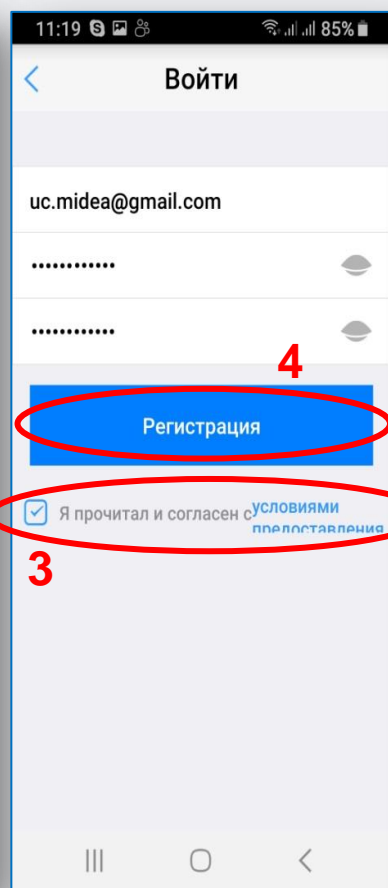 11:19 85%
Войти
uc.midea@gmail.com
••••••••••••
••••••••••••
4
Регистрация
Я прочитал и согласен с условиями
предоставления
3